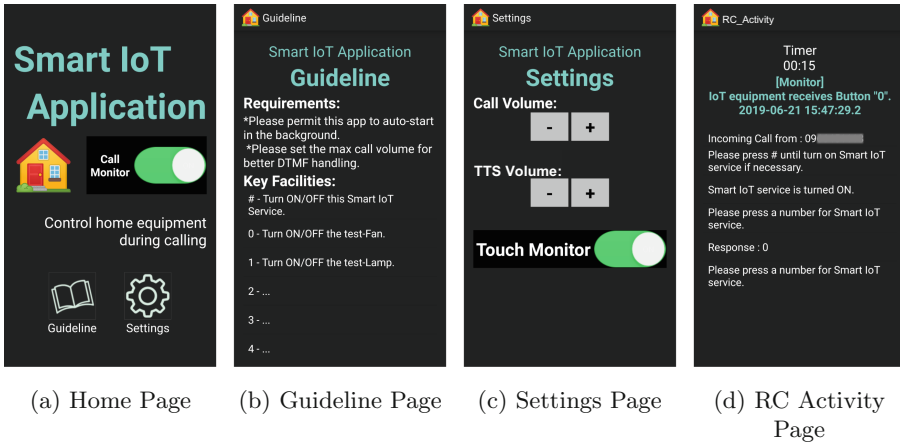 Smart IoT
Application
Call
Monitor
Control home equipment
during calling
Guideline
Settings
Guideline
Smart IoT Application
Guideline
Requirements:
*Please permit this app to auto-start
in the background.
*Please set the max call volume for
better DTMF handling.
Key Facilities:
# - Turn ON/OFF this Smart IoT
Service.
0 - Turn ON/OFF the test-Fan.
1 - Turn ON/OFF the test-Lamp.
2 - ...
3 - ...
4 - ...
Settings
Smart IoT Application
Settings
Call Volume:
- +
TTS Volume:
- +
Touch Monitor
RC_Activity
Timer
00:15
[Monitor]
IoT equipment receives Button "0".
2019-06-21 15:47:29.2
Incoming Call from : 09
Please press # until turn on Smart IoT
service if necessary.
Smart IoT service is turned ON.
Please press a number for Smart IoT
service.
Response : 0
Please press a number for Smart IoT
service.
(a) Home Page
(b) Guideline Page
(c) Settings Page
(d) RC Activity
Page